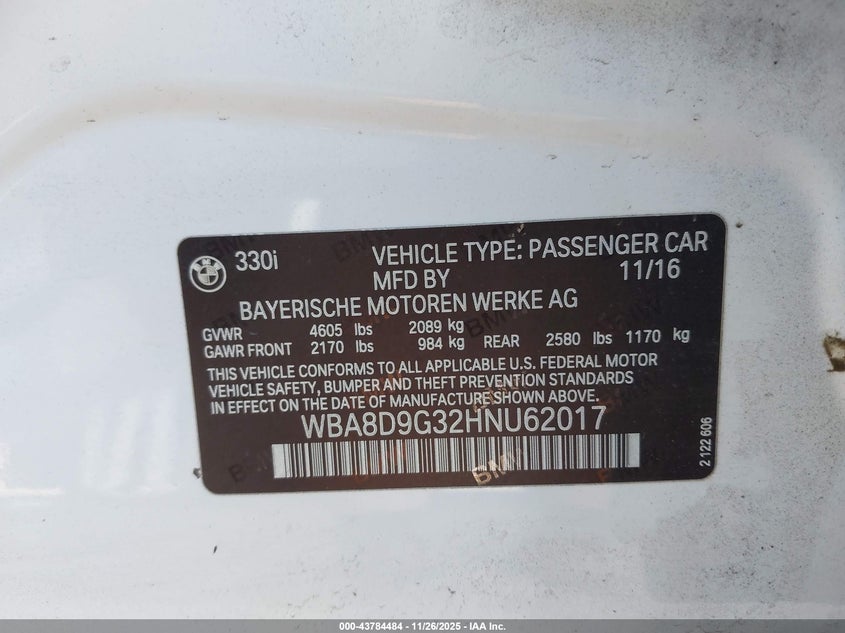 330i VEHICLE TYPE: PASSENGER CAR
MFD BY 11/16
BAYERISCHE MOTOREN WERKE AG
GVWR 4605 lbs 2089 kg
GAWR FRONT 2170 lbs 984 kg REAR 2580 lbs 1170 kg
THIS VEHICLE CONFORMS TO ALL APPLICABLE U.S. FEDERAL MOTOR
VEHICLE SAFETY, BUMPER AND THEFT PREVENTION STANDARDS
IN EFFECT ON THE DATE OF MANUFACTURE SHOWN ABOVE.
WBA8D9G32HNU62017
2 122 606
000-43784484 - 11/26/2025 - IAA Inc.